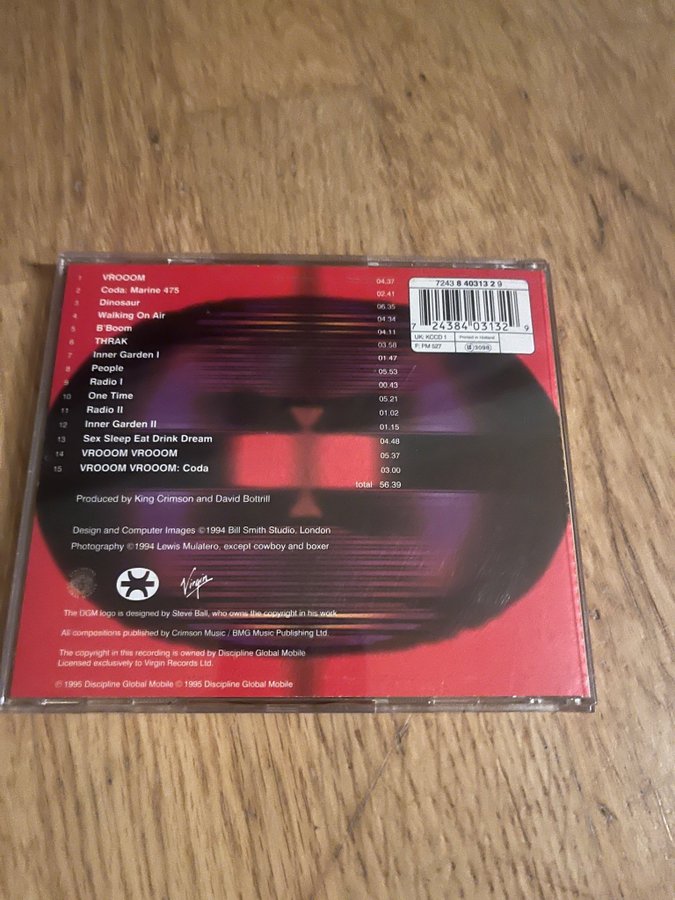 1 VROOOM 04.37
2 Coda: Marine 475 02.41
3 Dinosaur 06.35
4 Walking On Air 04.34
5 B'Boom 04.11
6 THRAK 03.58
7 Inner Garden I 01.47
8 People 05.53
9 Radio I 00.43
10 One Time 05.21
11 Radio II 01.02
12 Inner Garden II 01.15
13 Sex Sleep Eat Drink Dream 04.48
14 VROOOM VROOOM 05.37
15 VROOOM VROOOM: Coda 03.00
total 56 39
7243 8 40313 2 9
7 24384 03132 9
UK: KCCD 1 Printed in Holland
F: PM 527 3098
Produced by King Crimson and David Bottrill
Design and Computer Images ©1994 Bill Smith Studio, London
Photography ©1994 Lewis Mulatero, except cowboy and boxer
Virgin
The DGM logo is designed by Steve Ball, who owns the copyright in his work
All compositions published by Crimson Music / BMG Music Publishing Ltd.
The copyright in this recording is owned by Discipline Global Mobile
Licensed exclusively to Virgin Records Ltd.
℗ 1995 Discipline Global Mobile © 1995 Discipline Global Mobile